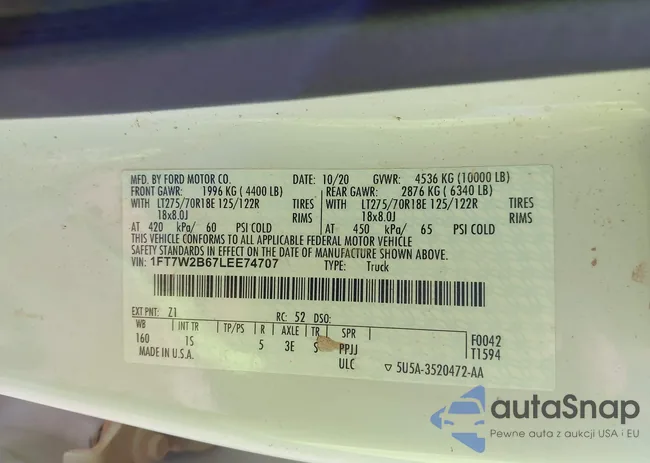 MFD. BY FORD MOTOR CO. 10/20 GVWR: 4536 KG (10000 LB)
FRONT GAWR: 1996 KG (4400 LB) REAR GAWR: 2876 KG (6340 LB)
WITH LT275/70R18E 125/122R TIRES WITH LT275/70R18E 125/122R TIRES
18x8.0J RIMS 18x8.0J RIMS
AT 420 kPa/ 60 PSI COLD AT 450 kPa/ 65 PSI COLD
THIS VEHICLE CONFORMS TO ALL APPLICABLE FEDERAL MOTOR VEHICLE
SAFETY STANDARDS IN EFFECT ON THE DATE OF MANUFACTURE SHOWN ABOVE.
VIN: 1FT7W2B67LEE74707 TYPE: Truck
EXT PNT: Z1 RC: 52 DSO:
WB INT TR TP/PS R AXLE TR SPR F0042
160 1S 5 3E S PPJJ T1594
MADE IN U.S.A. ULC ▽ 5U5A-3520472-AA
autaSnap
Pewne auta z aukcji USA i EU